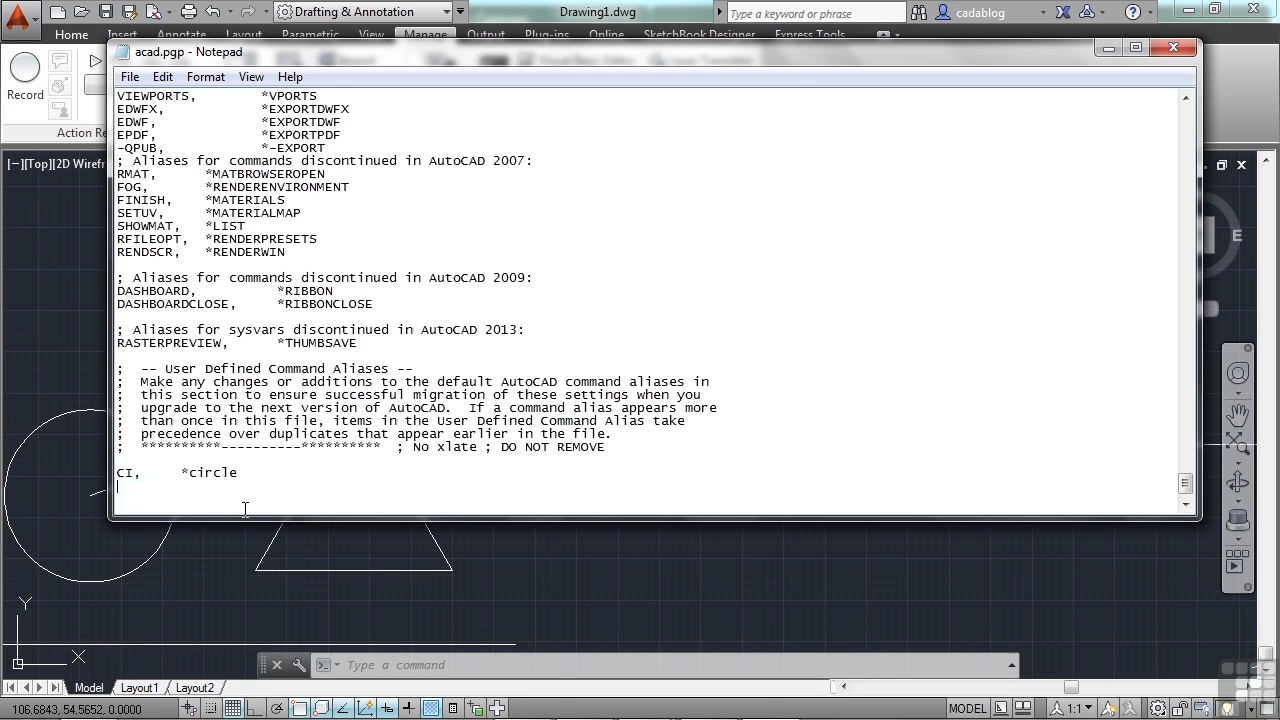 Drafting & Annotation
Drawing1.dwg
Type a keyword or phrase
cadablog
Home
Insert
Annotate
Layout
Parametric
View
Manage
Output
Plug-ins
Online
SketchBook Designer
Express Tools
acad.pgp - Notepad
File Edit Format View Help
Record
Action Re
[−][Top][2D Wirefr
VIEWPORTS, *VPORTS
EDWFX, *EXPORTDWFX
EDWF, *EXPORTDWF
EPDF, *EXPORTPDF
-QPUB, *-EXPORT
; Aliases for commands discontinued in AutoCAD 2007:
RMAT, *MATBROWSEROPEN
FOG, *RENDERENVIRONMENT
FINISH, *MATERIALS
SETUV, *MATERIALMAP
SHOWMAT, *LIST
RFILEOPT, *RENDERPRESETS
RENDSCR, *RENDERWIN
; Aliases for commands discontinued in AutoCAD 2009:
DASHBOARD, *RIBBON
DASHBOARDCLOSE, *RIBBONCLOSE
; Aliases for sysvars discontinued in AutoCAD 2013:
RASTERPREVIEW, *THUMBSAVE
; -- User Defined Command Aliases --
; Make any changes or additions to the default AutoCAD command aliases in
; this section to ensure successful migration of these settings when you
; upgrade to the next version of AutoCAD. If a command alias appears more
; than once in this file, items in the User Defined Command Alias take
; precedence over duplicates that appear earlier in the file.
; **********----------********** ; No xlate ; DO NOT REMOVE
CI, *circle
E
Y
X
Type a command
Model Layout1 Layout2
106.6843, 54.5652, 0.0000
MODEL
1:1